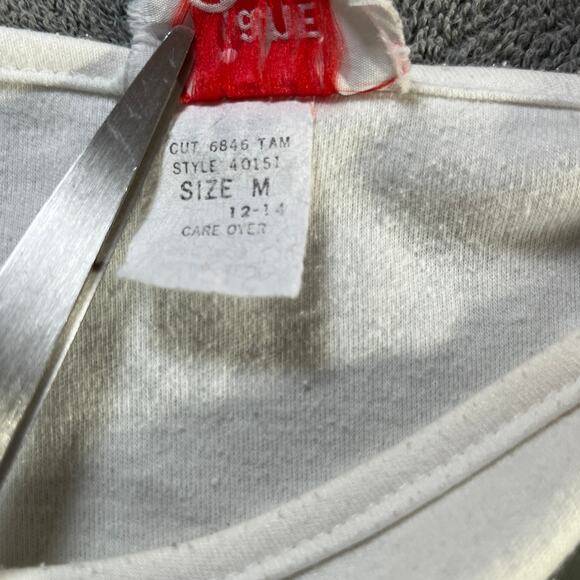 CUT 6846 TAM
STYLE 40151
SIZE M
12-14
CARE OVER